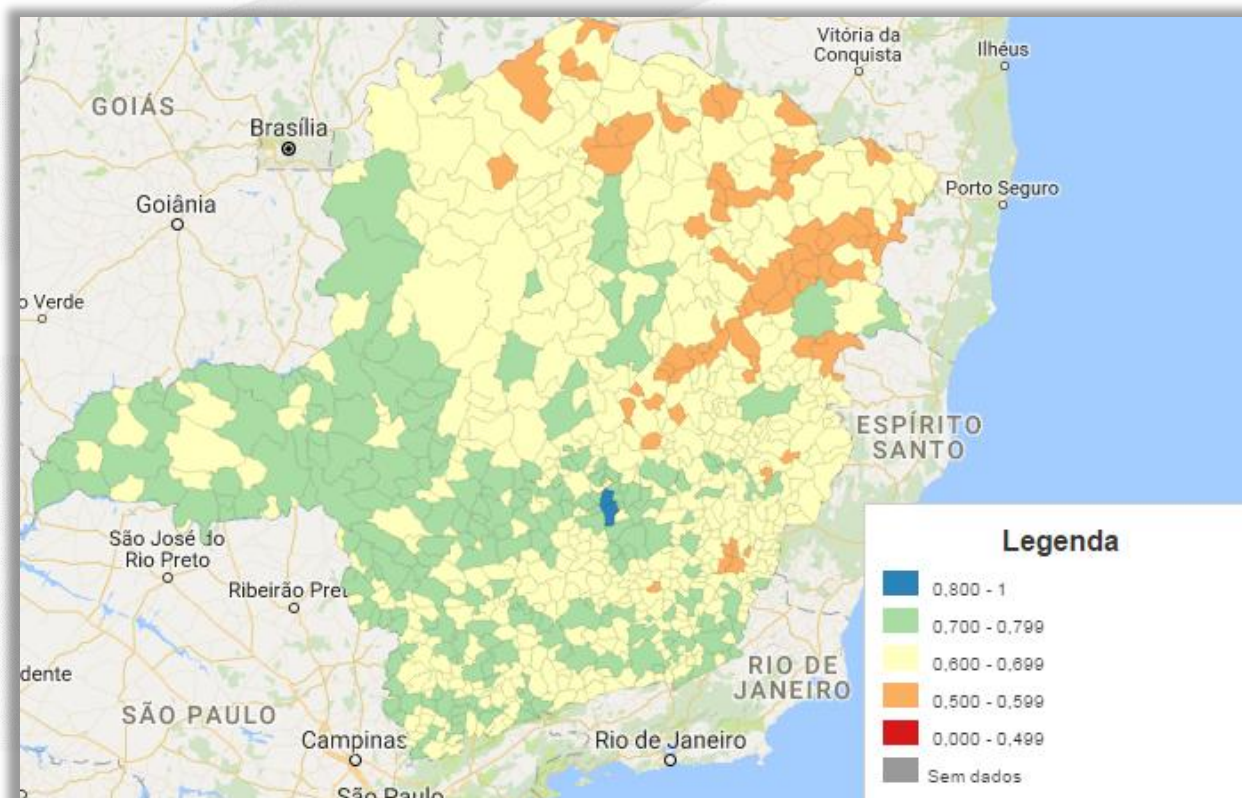 Vitória da
Conquista
Ilhéus
GOIÁS
Brasília
Goiânia
Porto Seguro
o Verde
ESPÍRITO
SANTO
São José do
Rio Preto
Ribeirão Pret
dente
SÃO PAULO
RIO DE
JANEIRO
Campinas
Rio de Janeiro
São Paulo
Legenda
0,800 - 1
0,700 - 0,799
0,600 - 0,699
0,500 - 0,599
0,000 - 0,499
Sem dados